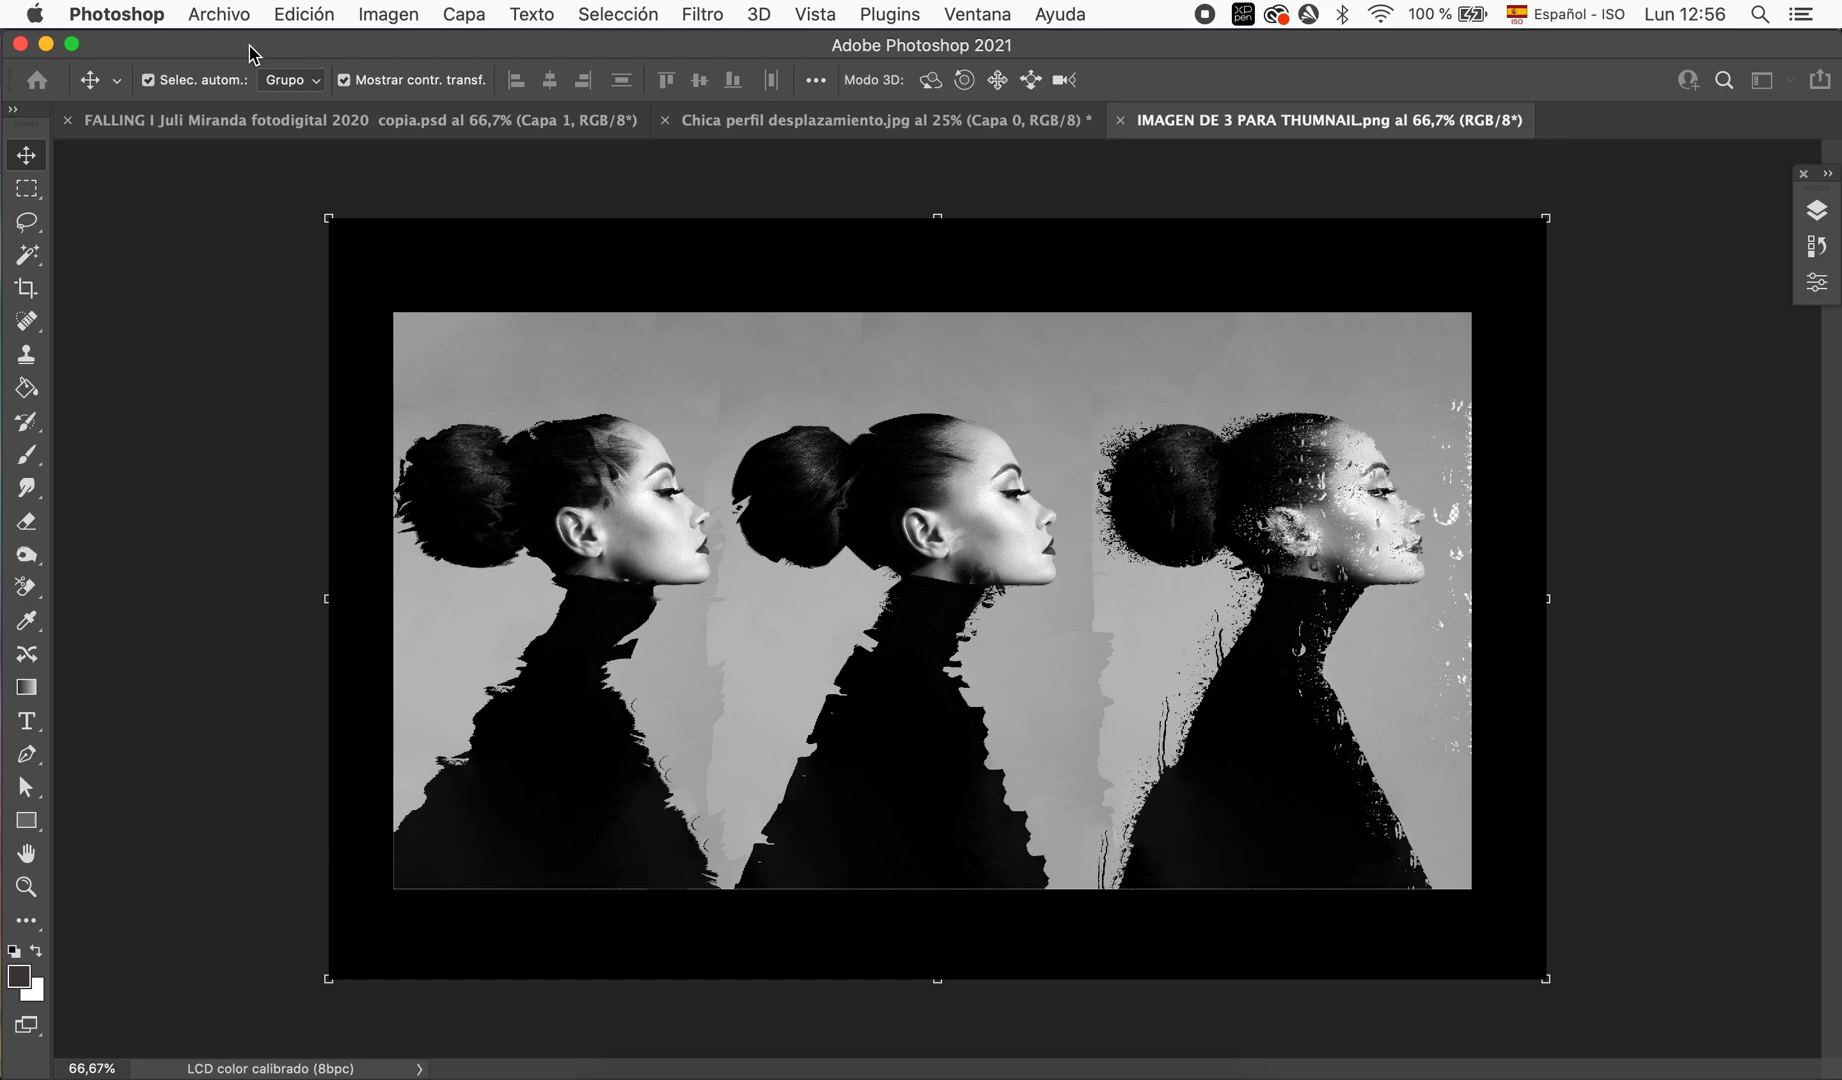 Photoshop Archivo Edición Imagen Capa Texto Selección Filtro 3D Vista Plugins Ventana Ayuda XP pen 100 % ISO Español - ISO Lun 12:56
Adobe Photoshop 2021
Selec. autom.: Grupo Mostrar contr. transf. Modo 3D:
FALLING I Juli Miranda fotodigital 2020 copia.psd al 66,7% (Capa 1, RGB/8*) Chica perfil desplazamiento.jpg al 25% (Capa 0, RGB/8) * IMAGEN DE 3 PARA THUMNAIL.png al 66,7% (RGB/8*)
66,67% LCD color calibrado (8bpc)